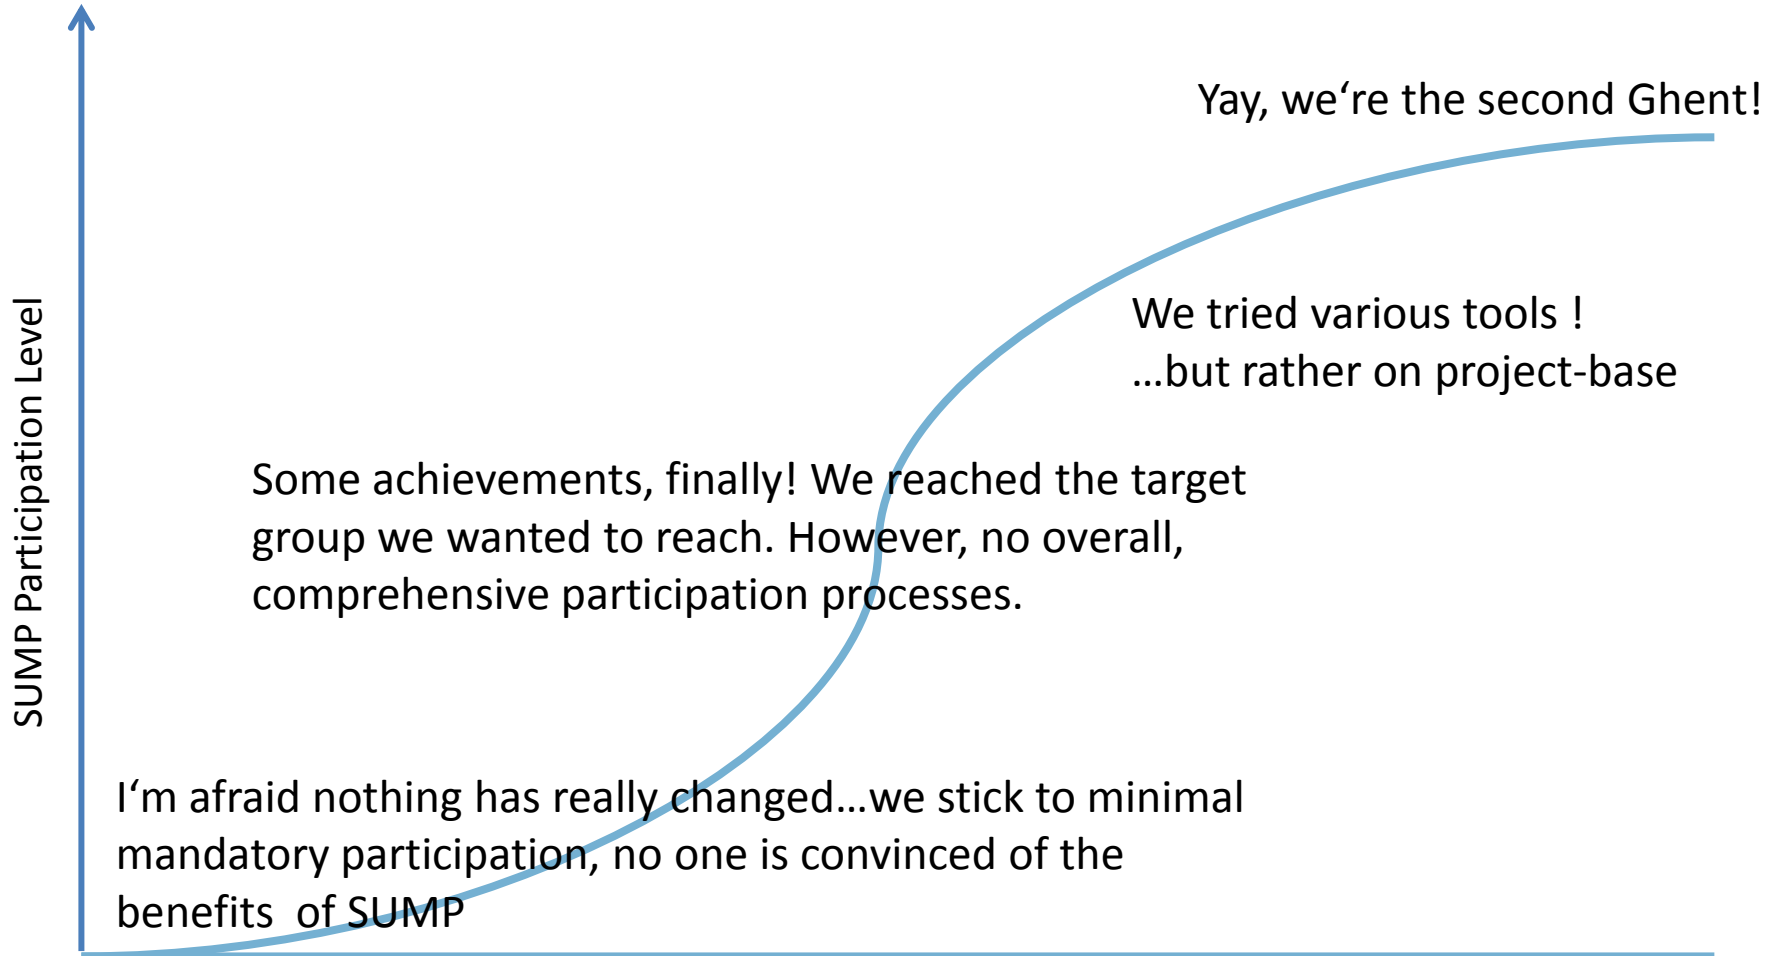 Yay, we‘re the second Ghent!
We tried various tools !
…but rather on project-base
SUMP Participation Level
Some achievements, finally! We reached the target
group we wanted to reach. However, no overall,
comprehensive participation processes.
I‘m afraid nothing has really changed…we stick to minimal
mandatory participation, no one is convinced of the
benefits  of SUMP